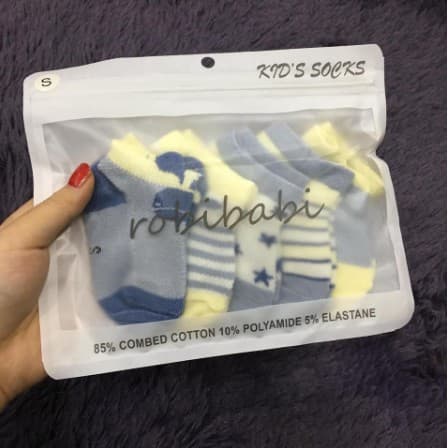 S
KID'S SOCKS
robibabi
85% COMBED COTTON 10% POLYAMIDE 5% ELASTANE